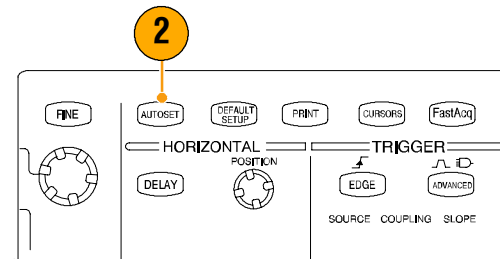 2
FINE
AUTOSET
DEFAULT
SETUP
PRINT
CURSORS
FastAcq
HORIZONTAL
TRIGGER
POSITION
DELAY
EDGE
ADVANCED
SOURCE COUPLING SLOPE